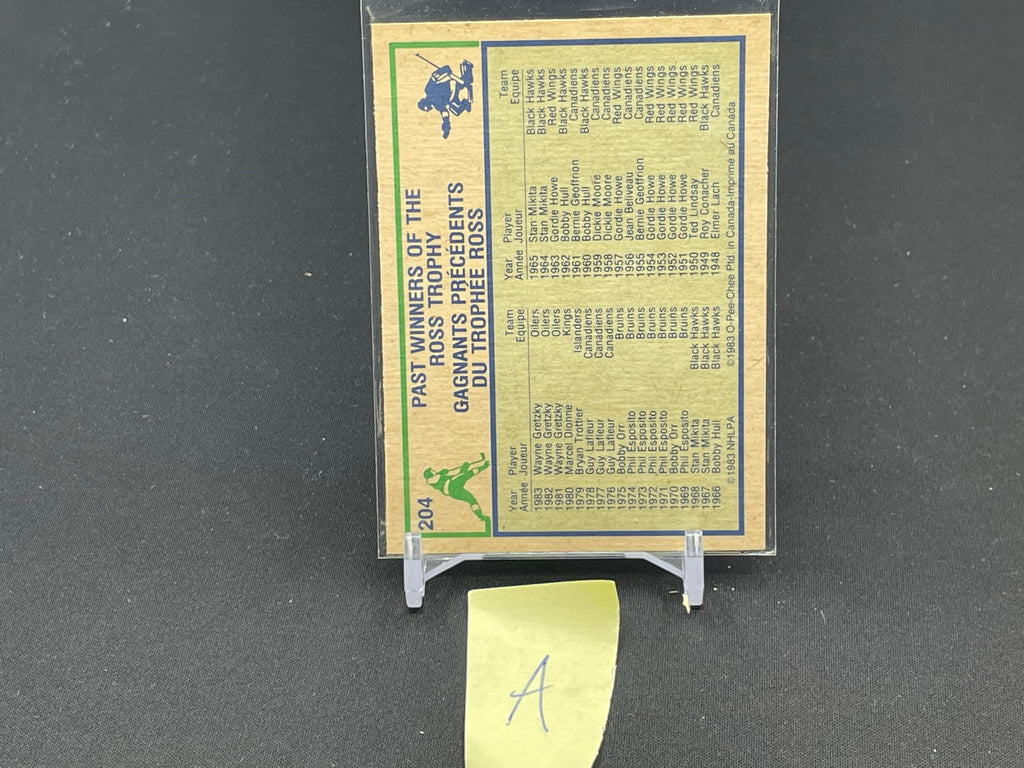 204
PAST WINNERS OF THE
ROSS TROPHY
GAGNANTS PRÉCÉDENTS
DU TROPHÉE ROSS
Year Player Team
Année Joueur Equipe
1983 Wayne Gretzky Oilers
1982 Wayne Gretzky Oilers
1981 Wayne Gretzky Oilers
1980 Marcel Dionne Kings
1979 Bryan Trottier Islanders
1978 Guy Lafleur Canadiens
1977 Guy Lafleur Canadiens
1976 Guy Lafleur Canadiens
1975 Bobby Orr Bruins
1974 Phil Esposito Bruins
1973 Phil Esposito Bruins
1972 Phil Esposito Bruins
1971 Phil Esposito Bruins
1970 Bobby Orr Bruins
1969 Phil Esposito Bruins
1968 Stan Mikita Black Hawks
1967 Stan Mikita Black Hawks
1966 Bobby Hull Black Hawks
Year Player Team
Année Joueur Equipe
1965 Stan Mikita Black Hawks
1964 Stan Mikita Black Hawks
1963 Gordie Howe Red Wings
1962 Bobby Hull Black Hawks
1961 Bernie Geoffrion Canadiens
1960 Bobby Hull Black Hawks
1959 Dickie Moore Canadiens
1958 Dickie Moore Canadiens
1957 Gordie Howe Red Wings
1956 Jean Beliveau Canadiens
1955 Bernie Geoffrion Canadiens
1954 Gordie Howe Red Wings
1953 Gordie Howe Red Wings
1952 Gordie Howe Red Wings
1951 Gordie Howe Red Wings
1950 Ted Lindsay Red Wings
1949 Roy Conacher Black Hawks
1948 Elmer Lach Canadiens
©1983 NHLPA ©1983 O-Pee-Chee Ptd. in Canada-Imprimé au Canada
A